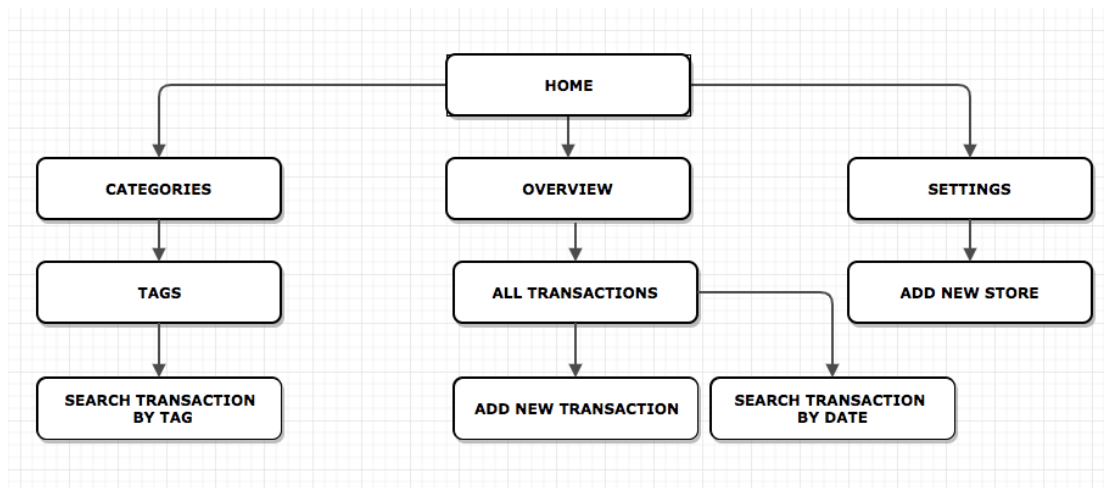 HOME
CATEGORIES
OVERVIEW
SETTINGS
TAGS
ALL TRANSACTIONS
ADD NEW STORE
SEARCH TRANSACTION
BY TAG
ADD NEW TRANSACTION
SEARCH TRANSACTION
BY DATE